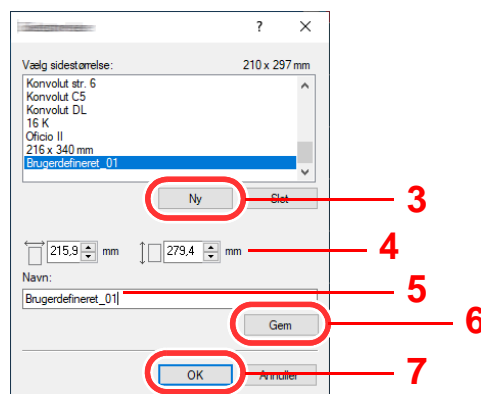 ? ×
Vælg sidestørrelse: 210 x 297 mm
Konvolut str. 6
Konvolut C5
Konvolut DL
16 K
Oficio II
216 x 340 mm
Brugerdefineret_01
Ny Slet 3
215,9 mm 279,4 mm 4
Navn:
5
Brugerdefineret_01
Gem 6
OK Annuller 7